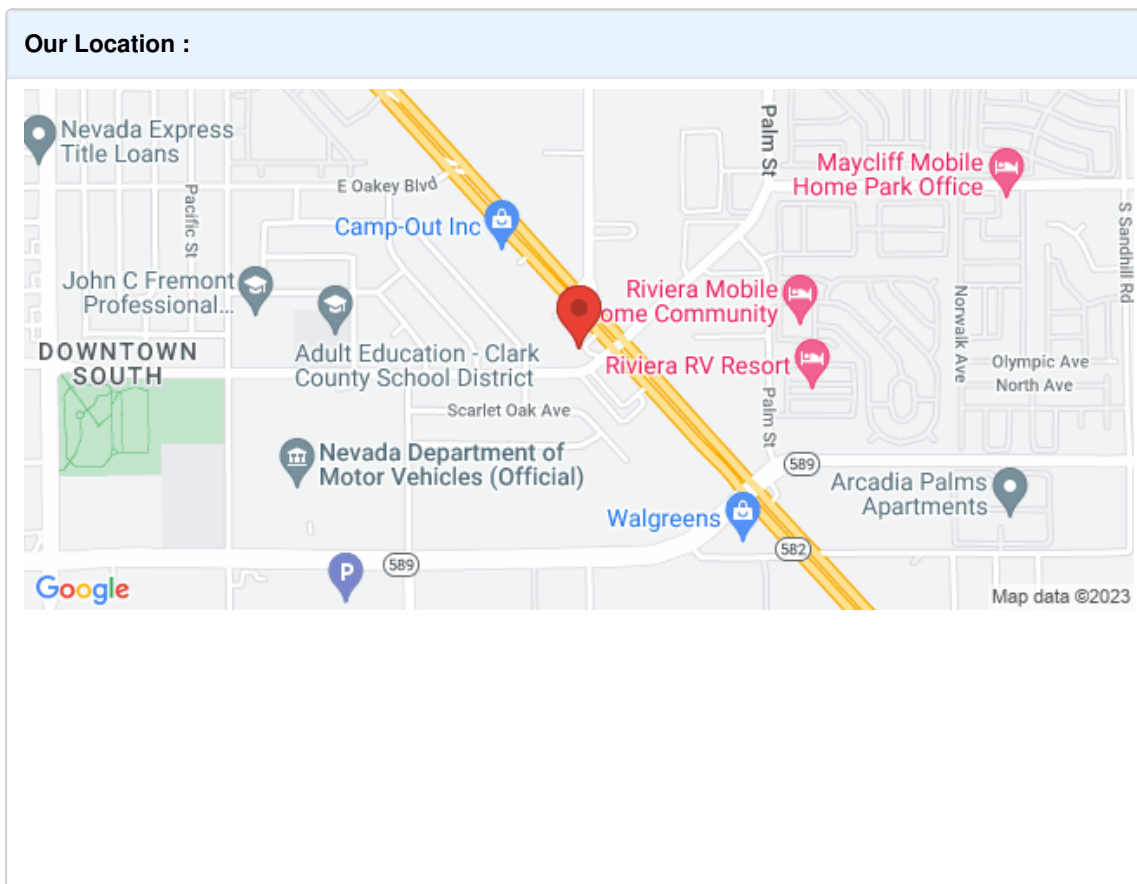 Our Location :
Nevada Express
Title Loans
Palm St
Maycliff Mobile
Home Park Office
E Oakey Blvd
Pacific St
Camp-Out Inc
S Sandhill Rd
John C Fremont
Professional...
Riviera Mobile
ome Community
Norwalk Ave
DOWNTOWN
SOUTH
Adult Education - Clark
County School District
Riviera RV Resort
Olympic Ave
North Ave
Scarlet Oak Ave
Palm St
Nevada Department of
Motor Vehicles (Official)
589
Arcadia Palms
Apartments
Walgreens
582
589
P
Google
Map data ©2023